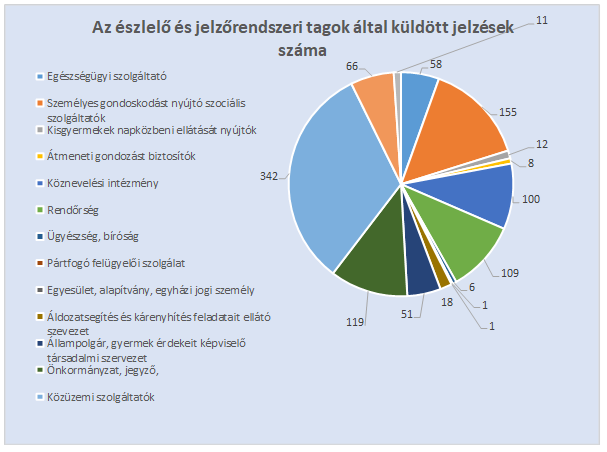 Az észlelő és jelzőrendszeri tagok által küldött jelzések
száma
Egészségügyi szolgáltató
Személyes gondoskodást nyújtó szociális
szolgáltatók
Kisgyermekek napközbeni ellátását nyújtók
Átmeneti gondozást biztosítók
Köznevelési intézmény
Rendőrség
Ügyészség, bíróság
Pártfogó felügyelői szolgálat
Egyesület, alapítvány, egyházi jogi személy
Áldozatsegítés és kárenyhítés feladatait ellátó
szevezet
Állampolgár, gyermek érdekeit képviselő
társadalmi szervezet
Önkormányzat, jegyző,
Közüzemi szolgáltatók
11
58
155
12
8
100
109
6
1
1
18
51
119
342
66